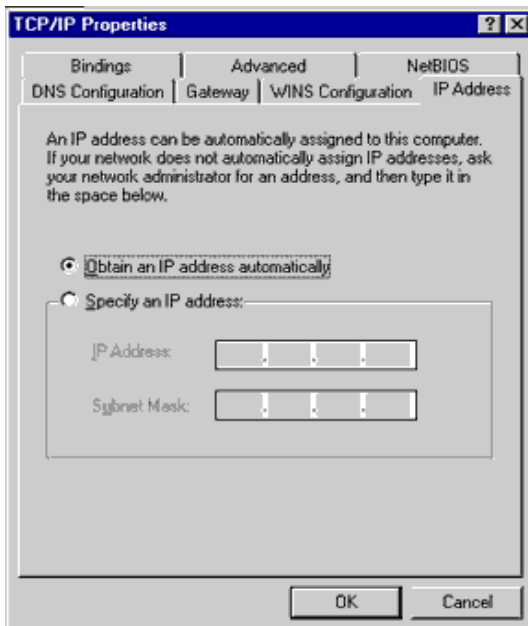 TCP/IP Properties
Bindings Advanced NetBIOS
DNS Configuration Gateway WINS Configuration IP Address
An IP address can be automatically assigned to this computer.
If your network does not automatically assign IP addresses, ask
your network administrator for an address, and then type it in
the space below.
Obtain an IP address automatically
Specify an IP address:
IP Address:
. . .
Subnet Mask:
. . .
OK Cancel